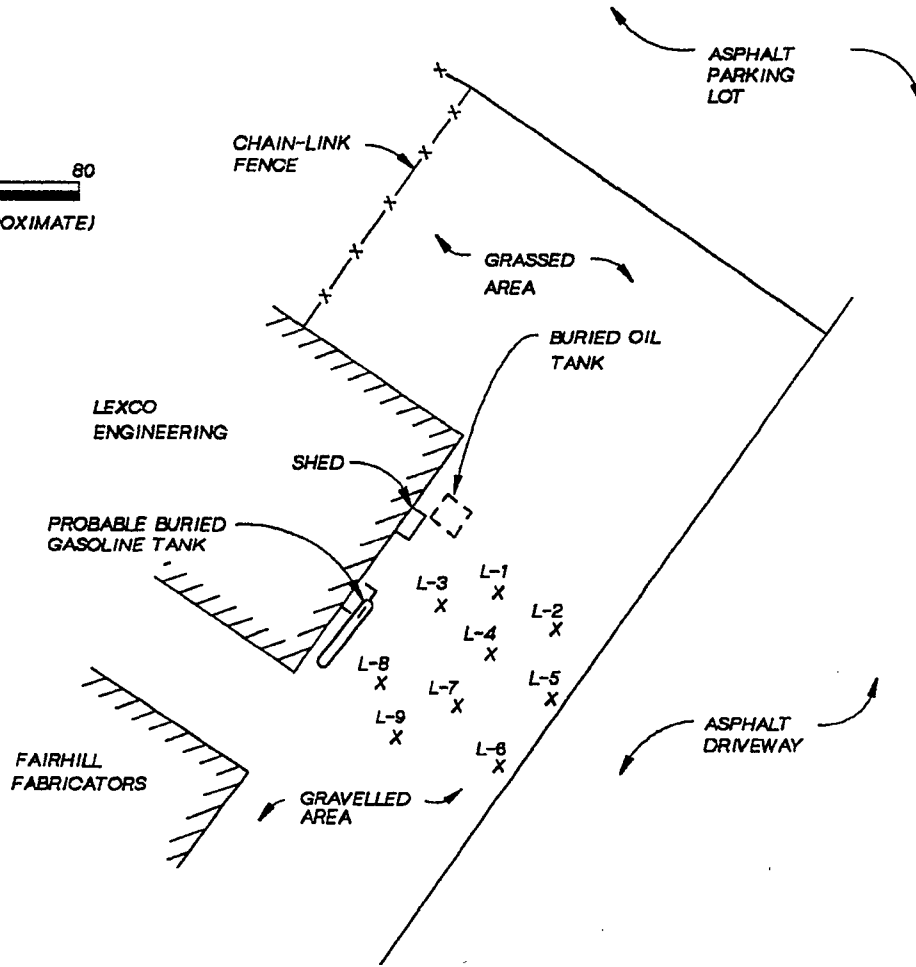 ASPHALT
PARKING
LOT
CHAIN-LINK
FENCE
80
OXIMATE)
GRASSED
AREA
BURIED OIL
TANK
LEXCO
ENGINEERING
SHED
PROBABLE BURIED
GASOLINE TANK
L-1
L-3
L-2
L-4
L-8
L-7
L-5
L-9
L-6
ASPHALT
DRIVEWAY
FAIRHILL
FABRICATORS
GRAVELLED
AREA